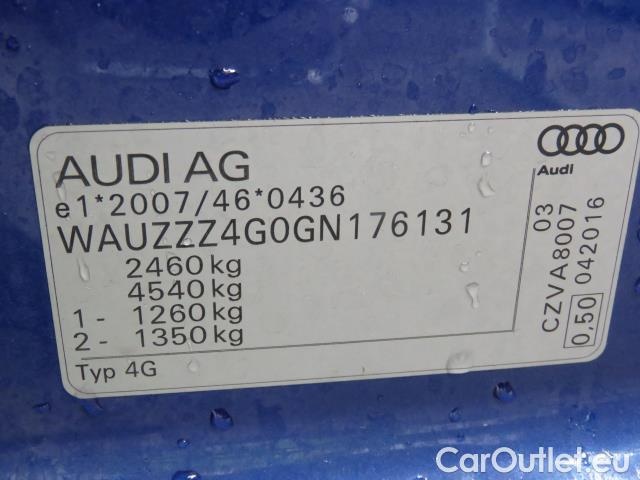 AUDI AG
Audi
e1*2007/46*0436
WAUZZZ4G0GN176131
2460 kg
4540 kg
1 - 1260 kg
2 - 1350 kg
Typ 4G
03
CZVA8007
0,50 042016
CarOutlet.eu